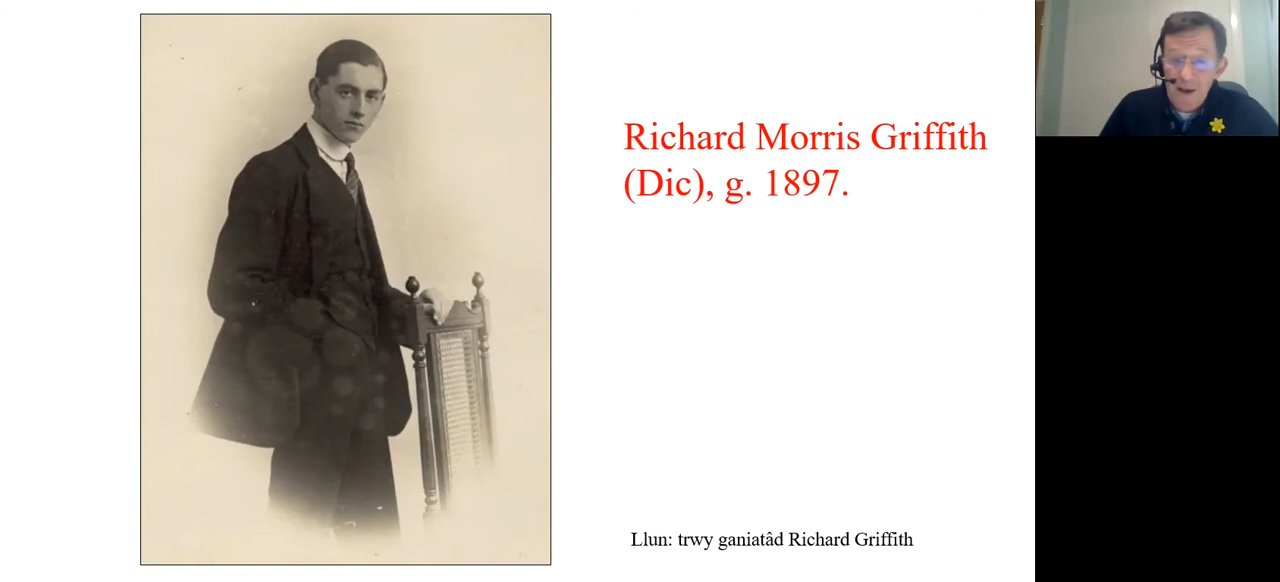 Richard Morris Griffith
(Dic), g. 1897.
Llun: trwy ganiatâd Richard Griffith